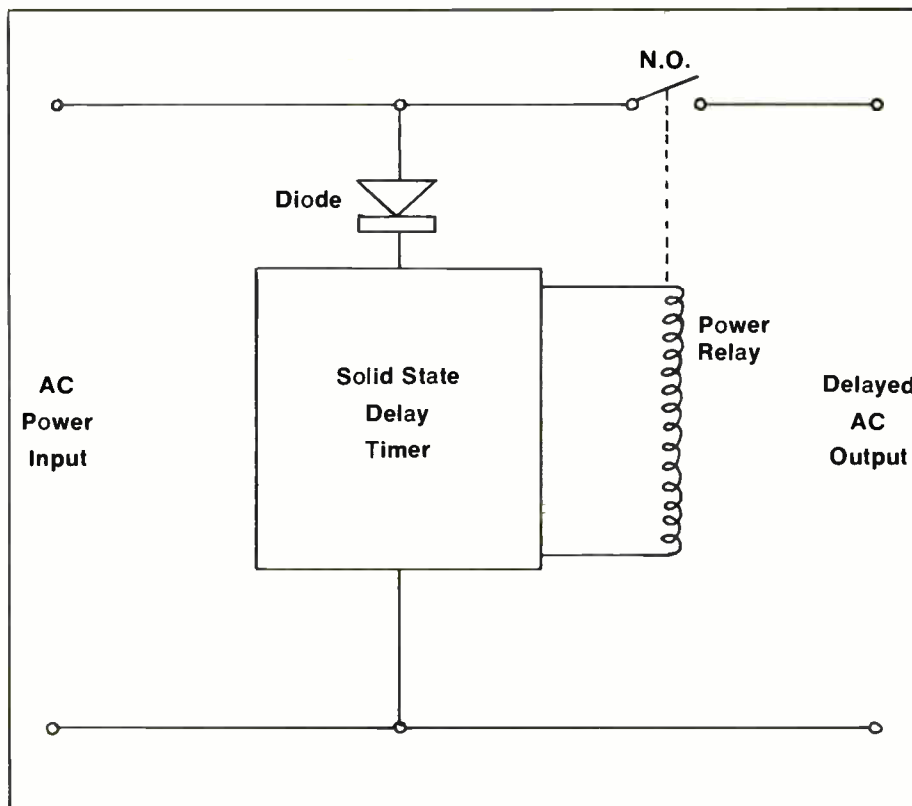 N.O.
Diode
Power
Relay
Solid State
Delay
Timer
AC
Power
Input
Delayed
AC
Output